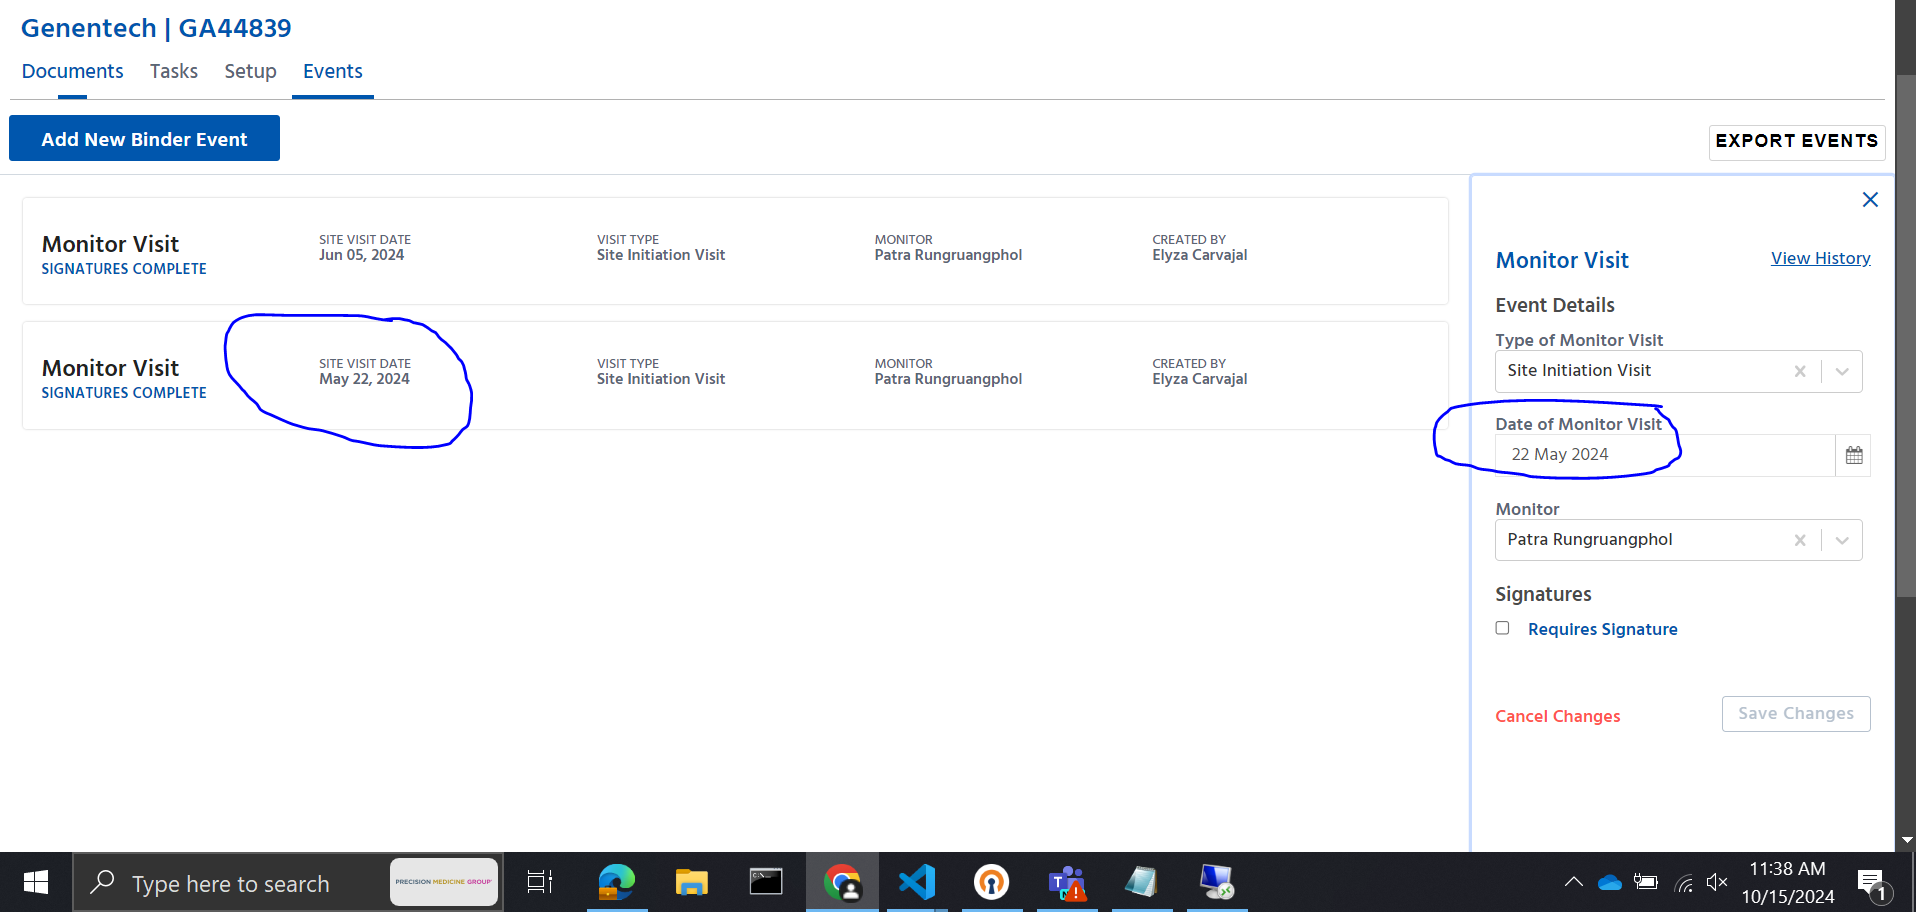 Genentech | GA44839
Documents Tasks Setup Events
Add New Binder Event
EXPORT EVENTS
Monitor Visit
SIGNATURES COMPLETE
SITE VISIT DATE
Jun 05, 2024
VISIT TYPE
Site Initiation Visit
MONITOR
Patra Rungruangphol
CREATED BY
Elyza Carvajal
Monitor Visit
SIGNATURES COMPLETE
SITE VISIT DATE
May 22, 2024
VISIT TYPE
Site Initiation Visit
MONITOR
Patra Rungruangphol
CREATED BY
Elyza Carvajal
Monitor Visit
View History
Event Details
Type of Monitor Visit
Site Initiation Visit
Date of Monitor Visit
22 May 2024
Monitor
Patra Rungruangphol
Signatures
Requires Signature
Cancel Changes
Save Changes
Type here to search
PRECISION MEDICINE GROUP
11:38 AM
10/15/2024
1